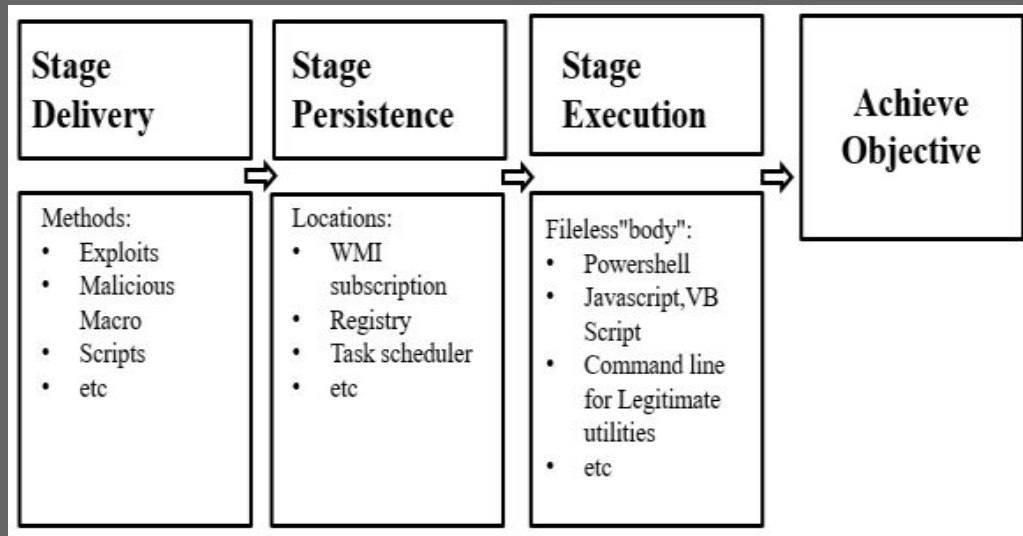 Stage
Delivery
Methods:
• Exploits
• Malicious
Macro
• Scripts
• etc
Stage
Persistence
Locations:
• WMI
subscription
• Registry
• Task scheduler
• etc
Stage
Execution
Fileless"body":
• Powershell
• Javascript,VB
Script
• Command line
for Legitimate
utilities
• etc
Achieve
Objective